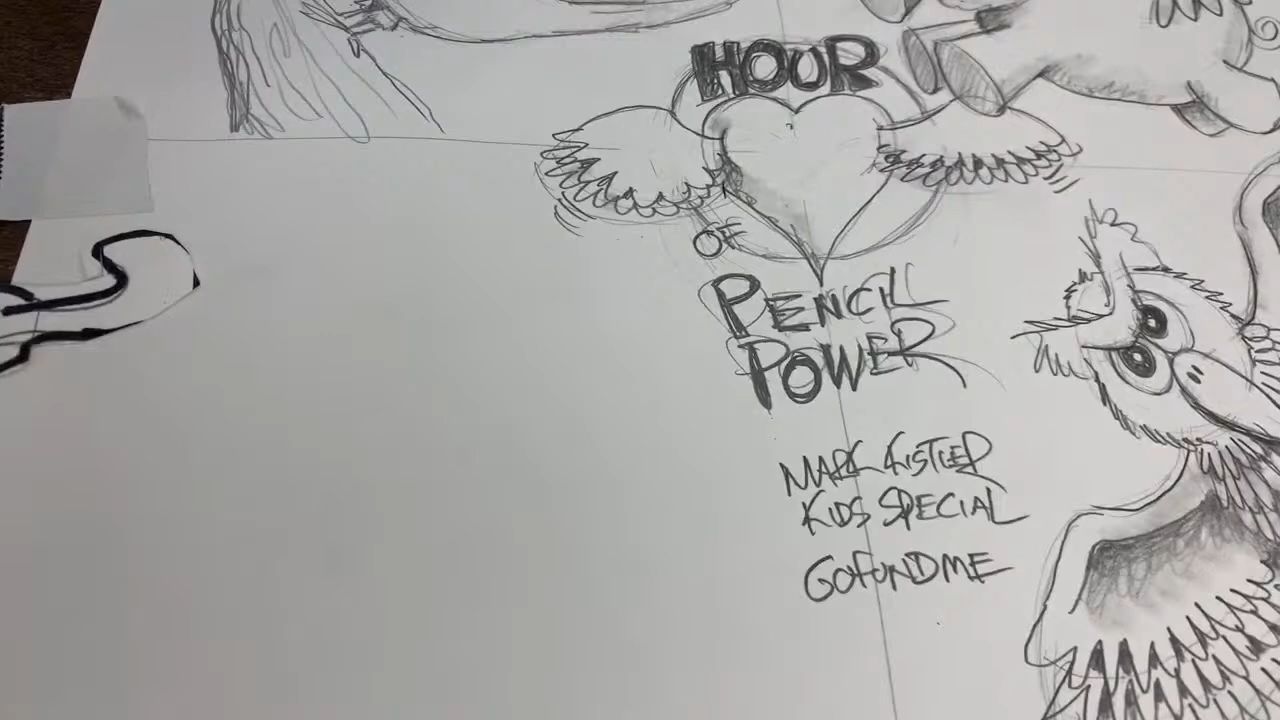 HOUR
OF
PENCIL
POWER
MARK KISTLER
KIDS SPECIAL
GOFUNDME